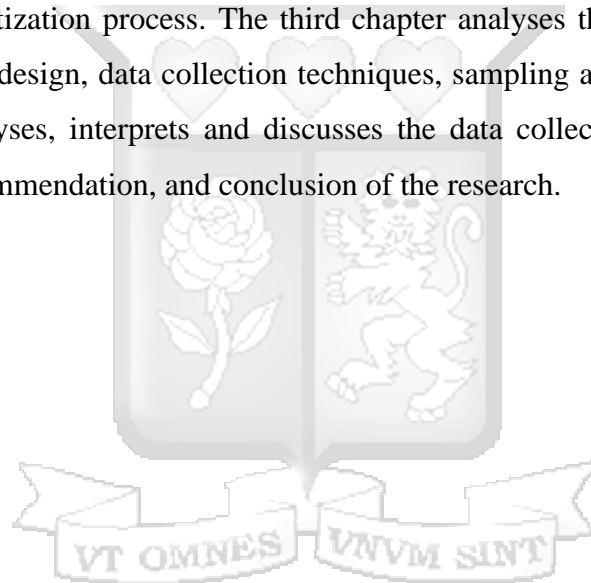 tization process. The third chapter analyses th
design, data collection techniques, sampling a
yses, interprets and discusses the data collec
mmendation, and conclusion of the research.
VT OMNES VNVM SINT